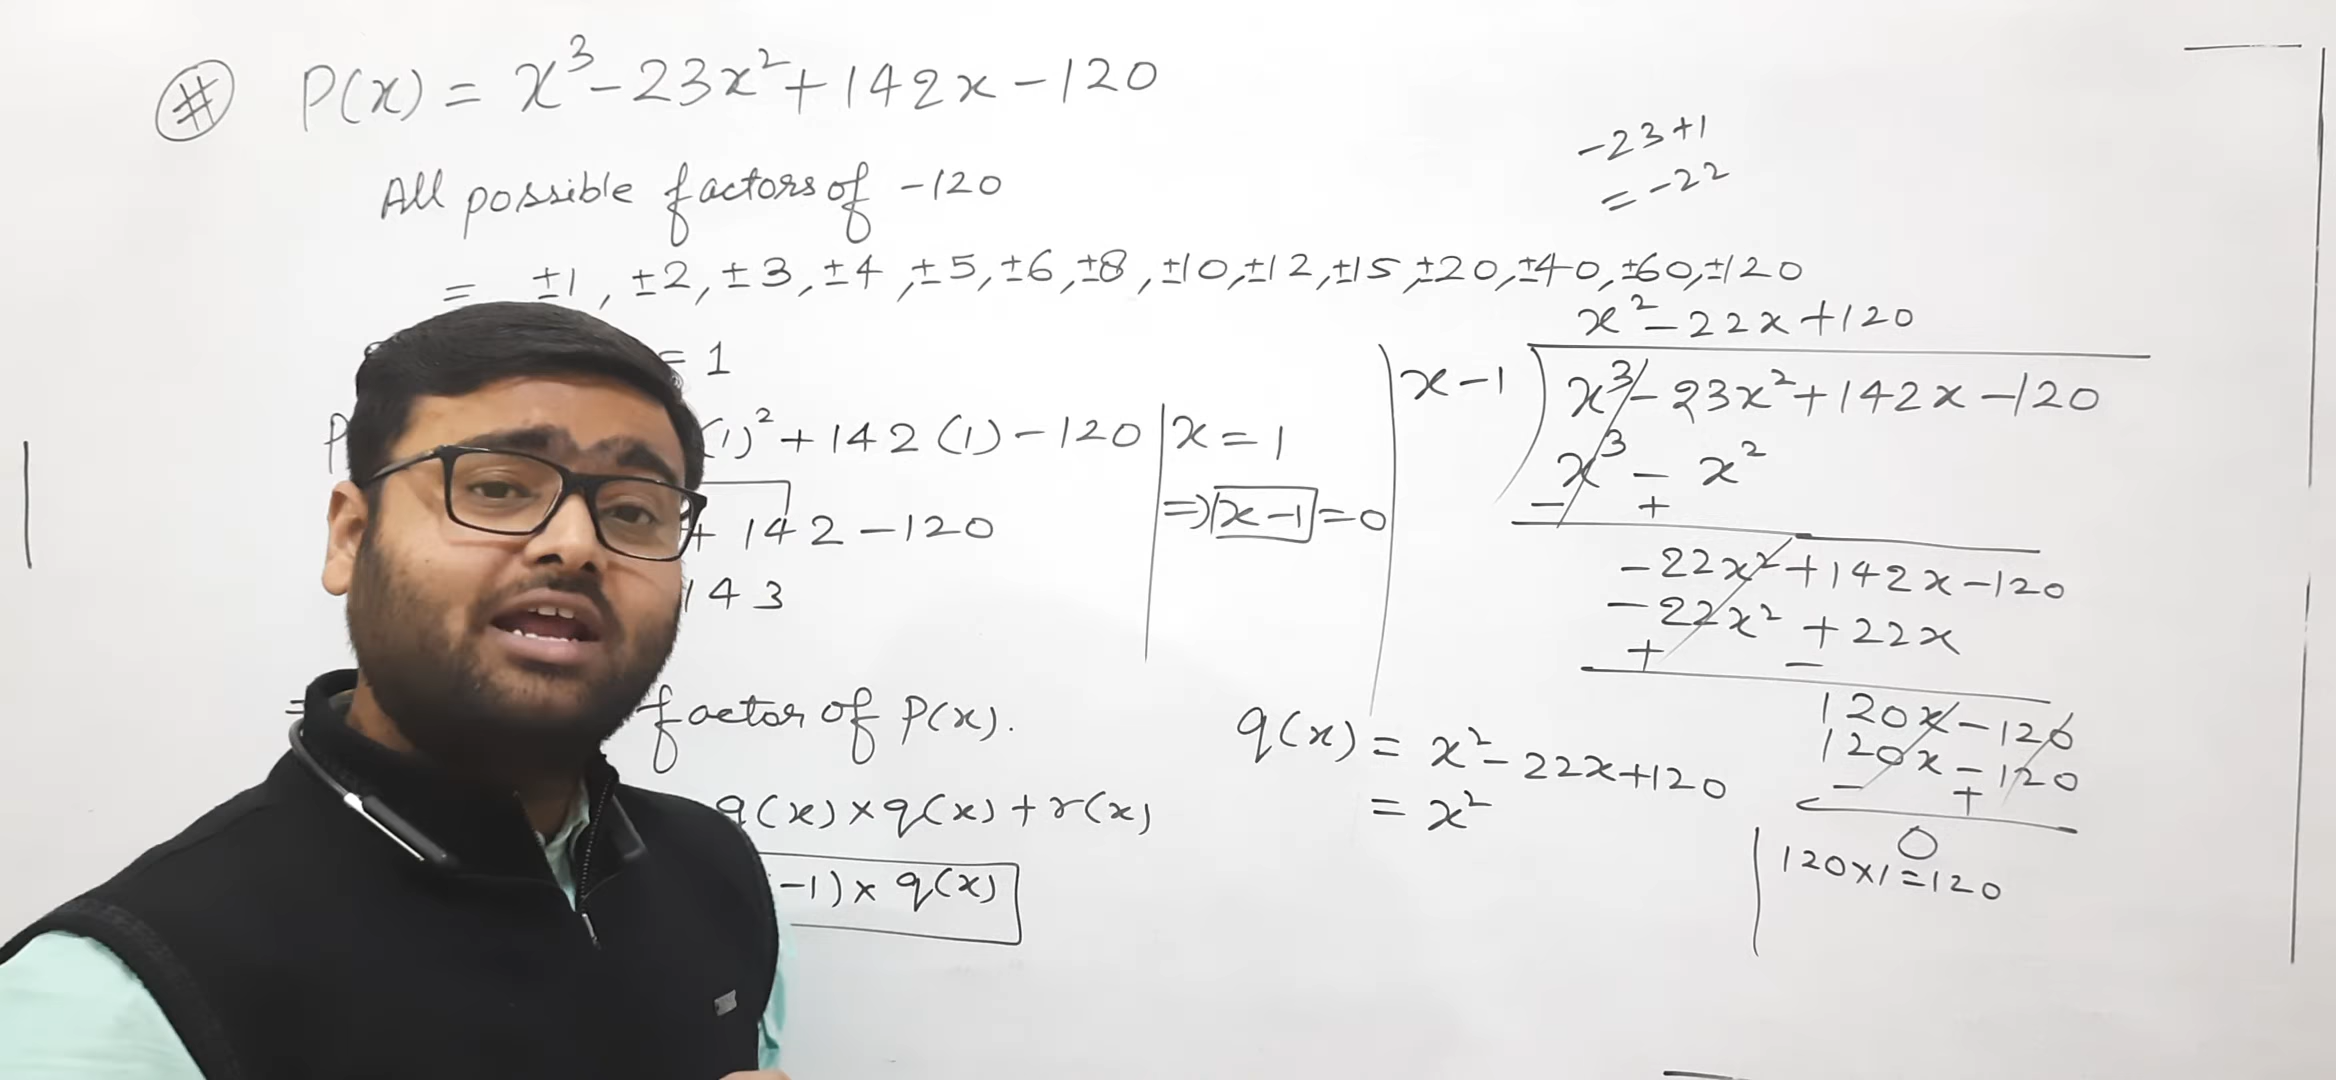 # P(x) = x³ - 23x² + 142x - 120
All possible factors of -120
= ±1, ±2, ±3, ±4, ±5, ±6, ±8, ±10, ±12, ±15, ±20, ±40, ±60, ±120
= 1
(1)² + 142(1) - 120
+ 142 - 120
143
x = 1
⇒ x-1 = 0
factor of P(x).
g(x) × q(x) + r(x)
-1) × q(x)
-23+1
= -22
x² - 22x + 120
x-1 ) x³ - 23x² + 142x - 120
x³ - x²
- +
-22x² + 142x - 120
-22x² + 22x
+ -
120x - 120
120x - 120
- +
0
q(x) = x² - 22x + 120
= x²
120×1=120